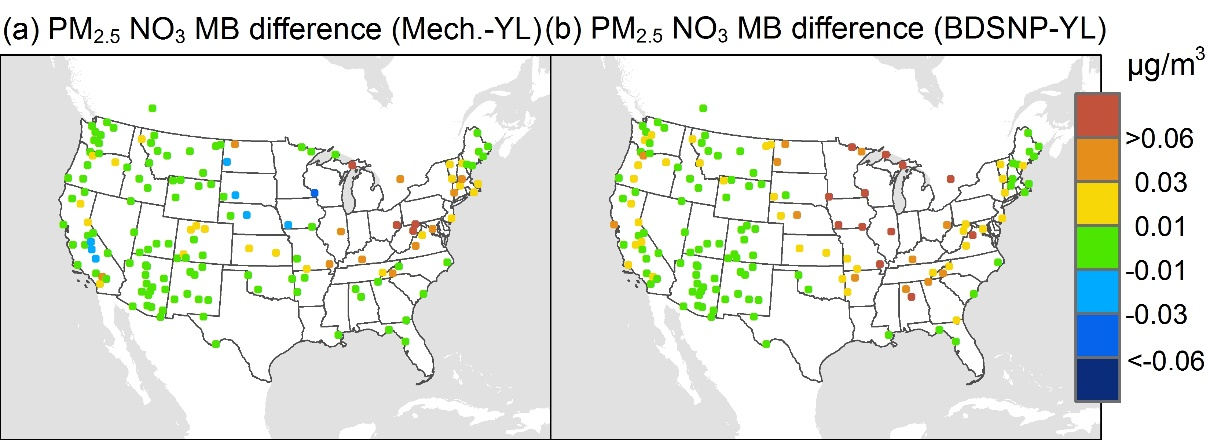 (a) PM2.5 NO3 MB difference (Mech.-YL)
(b) PM2.5 NO3 MB difference (BDSNP-YL)
µg/m3
>0.06
0.03
0.01
-0.01
-0.03
<-0.06